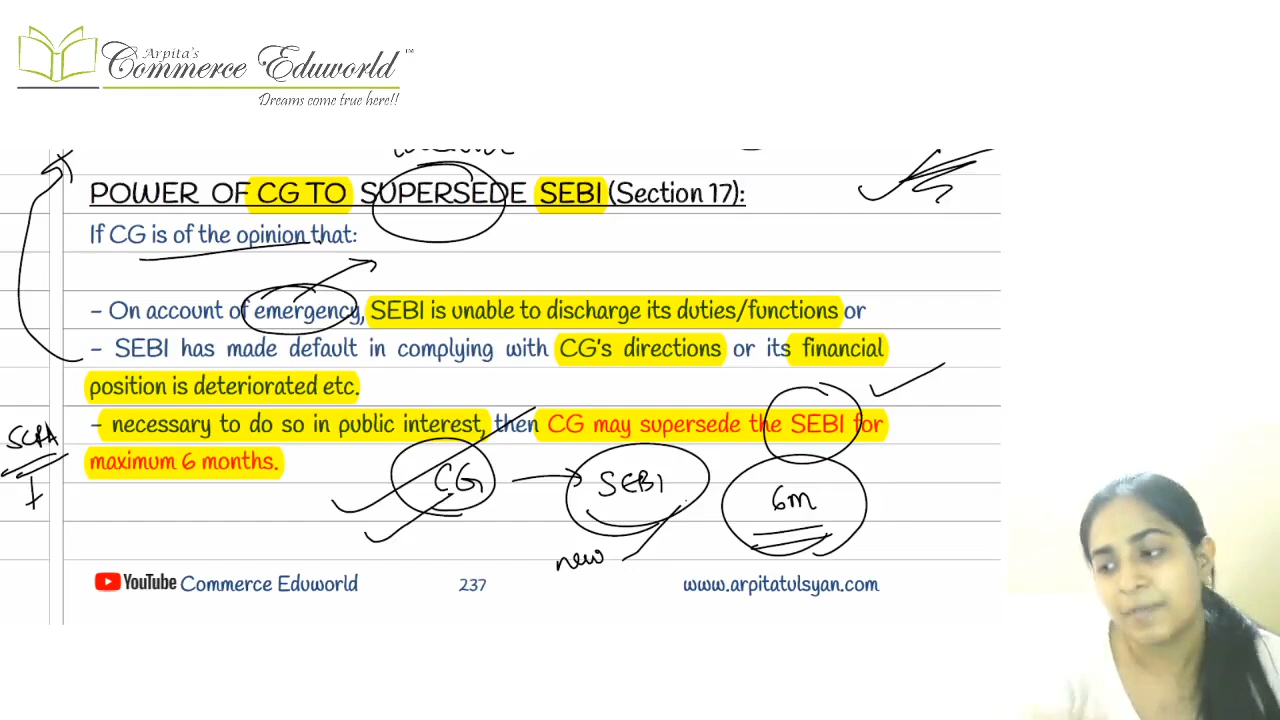 Arpita's
Commerce Eduworld™
Dreams come true here!!
POWER OF CG TO SUPERSEDE SEBI (Section 17):
If CG is of the opinion that:
– On account of emergency, SEBI is unable to discharge its duties/functions or
– SEBI has made default in complying with CG's directions or its financial
position is deteriorated etc.
– necessary to do so in public interest, then CG may supersede the SEBI for
maximum 6 months.
SCRA
I
CG
SEBI
6m
new
YouTube Commerce Eduworld
237
www.arpitatulsyan.com